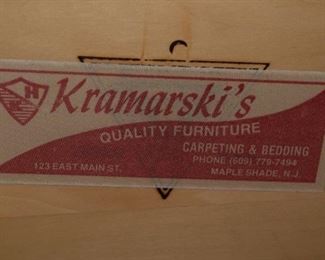 H
Kramarski's
QUALITY FURNITURE
CARPETING & BEDDING
PHONE (609) 779-7494
123 EAST MAIN ST. MAPLE SHADE, N.J.